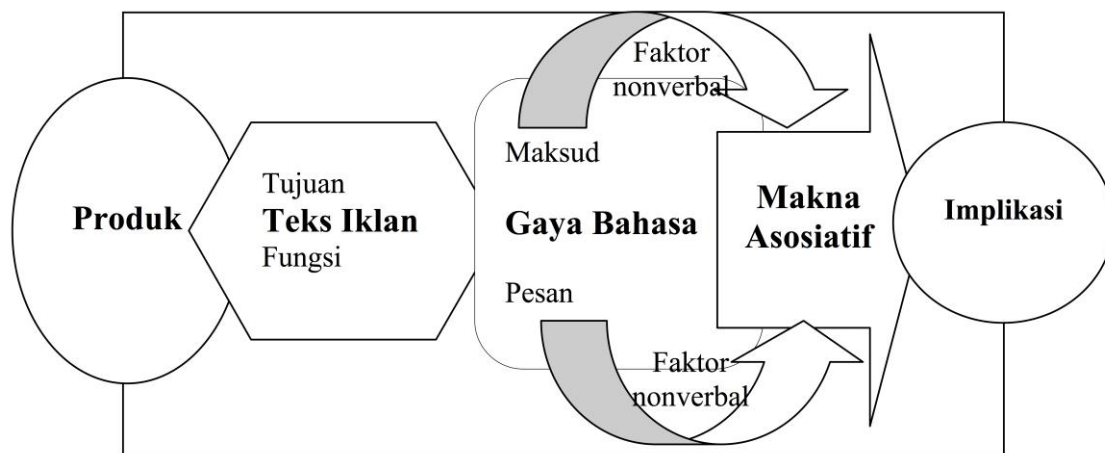 Produk
Tujuan
Teks Iklan
Fungsi
Faktor
nonverbal
Maksud
Gaya Bahasa
Pesan
Faktor
nonverbal
Makna
Asosiatif
Implikasi